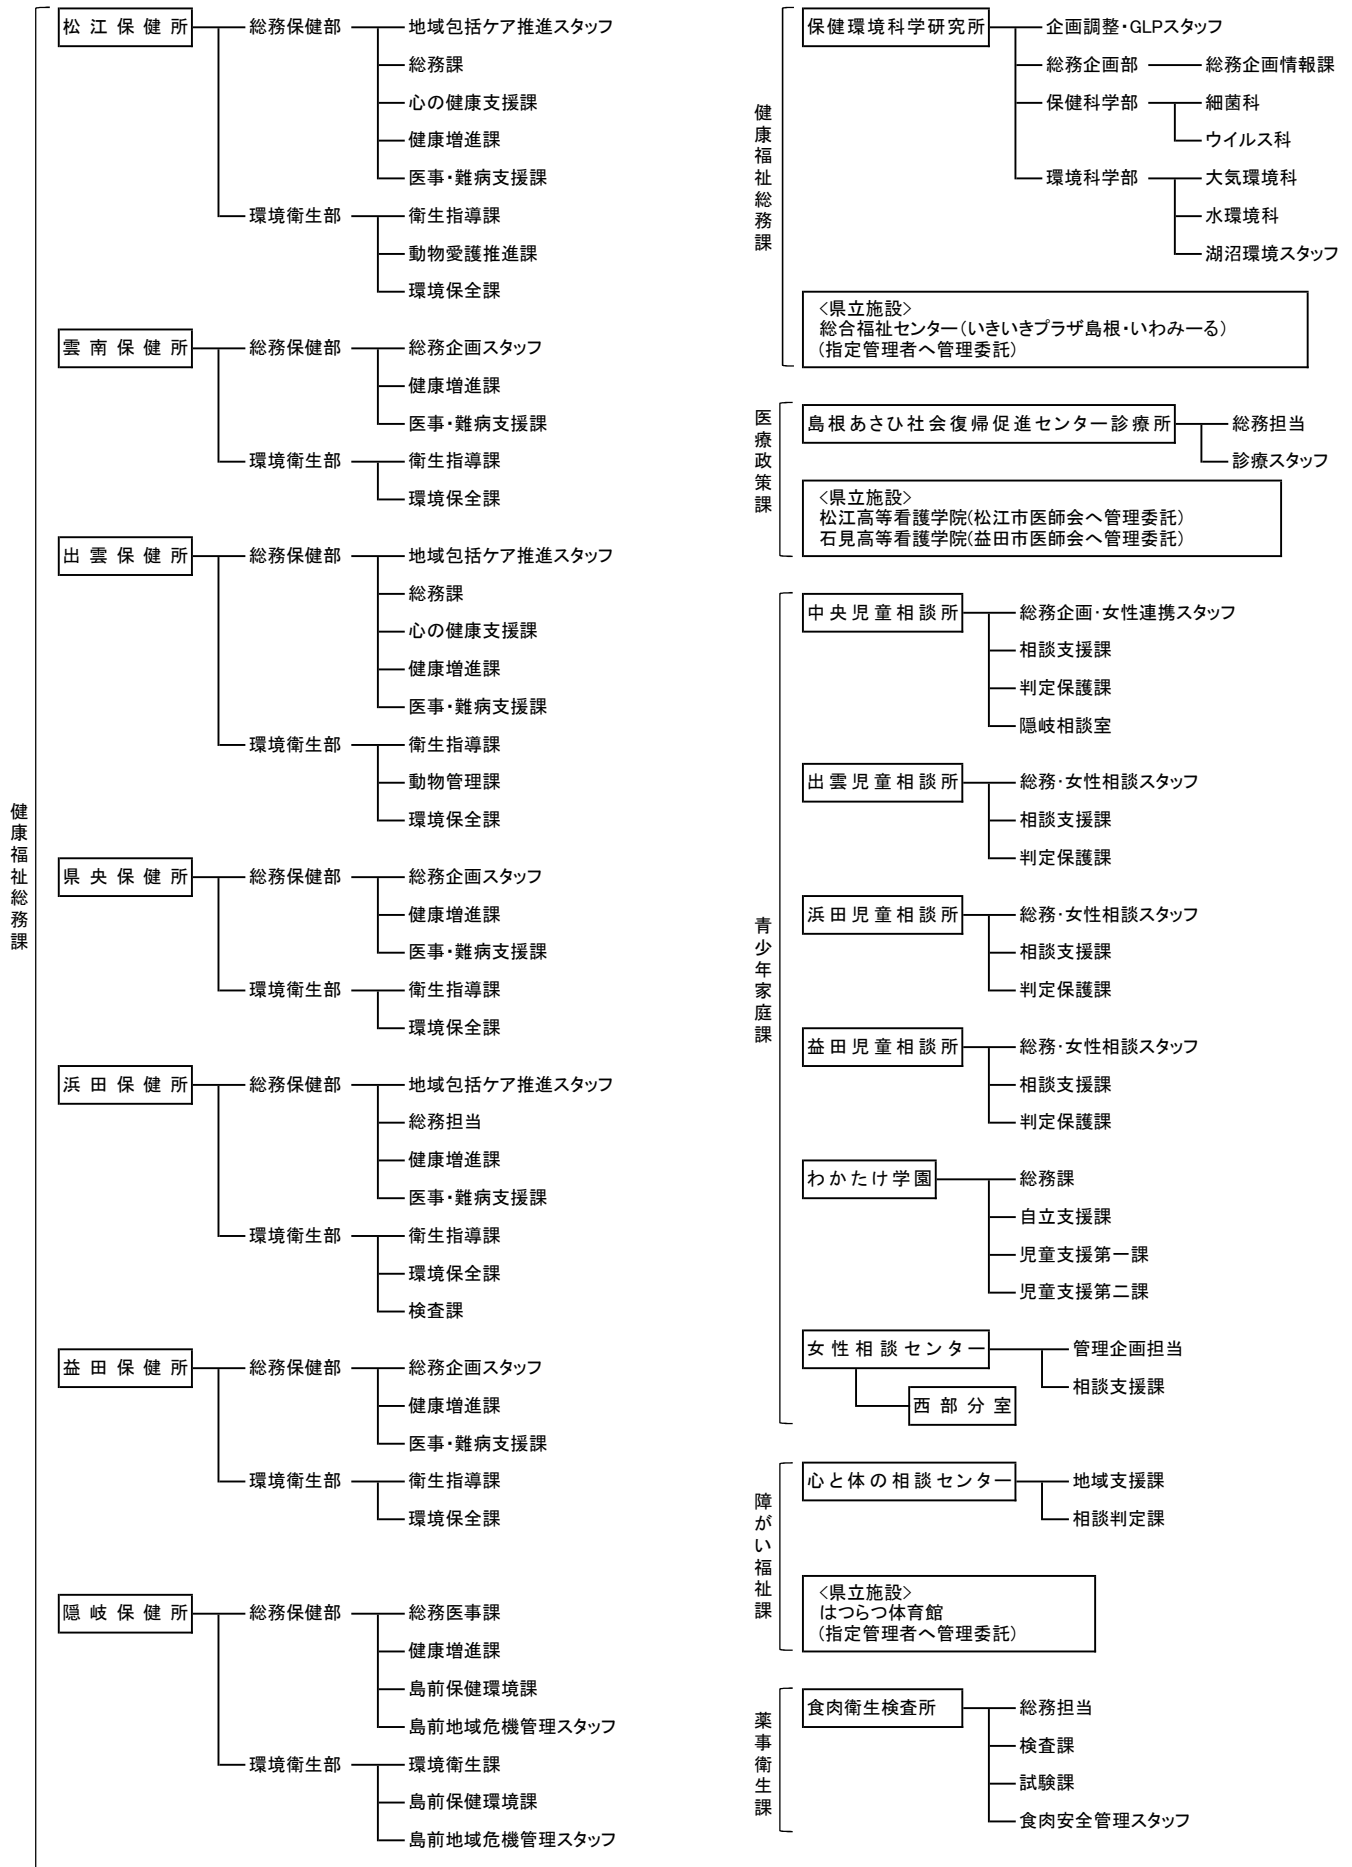 健康福祉総務課
松江保健所 総務保健部 地域包括ケア推進スタッフ
総務課
心の健康支援課
健康増進課
医事・難病支援課
環境衛生部 衛生指導課
動物愛護推進課
環境保全課
雲南保健所 総務保健部 総務企画スタッフ
健康増進課
医事・難病支援課
環境衛生部 衛生指導課
環境保全課
出雲保健所 総務保健部 地域包括ケア推進スタッフ
総務課
心の健康支援課
健康増進課
医事・難病支援課
環境衛生部 衛生指導課
動物管理課
環境保全課
県央保健所 総務保健部 総務企画スタッフ
健康増進課
医事・難病支援課
環境衛生部 衛生指導課
環境保全課
浜田保健所 総務保健部 地域包括ケア推進スタッフ
総務担当
健康増進課
医事・難病支援課
環境衛生部 衛生指導課
環境保全課
検査課
益田保健所 総務保健部 総務企画スタッフ
健康増進課
医事・難病支援課
環境衛生部 衛生指導課
環境保全課
隠岐保健所 総務保健部 総務医事課
健康増進課
島前保健環境課
島前地域危機管理スタッフ
環境衛生部 環境衛生課
島前保健環境課
島前地域危機管理スタッフ
健康福祉総務課
保健環境科学研究所 企画調整・GLPスタッフ
総務企画部 総務企画情報課
保健科学部 細菌科
ウイルス科
環境科学部 大気環境科
水環境科
湖沼環境スタッフ
<県立施設>
総合福祉センター(いきいきプラザ島根・いわみーる)
(指定管理者へ管理委託)
医療政策課
島根あさひ社会復帰促進センター診療所 総務担当
診療スタッフ
<県立施設>
松江高等看護学院(松江市医師会へ管理委託)
石見高等看護学院(益田市医師会へ管理委託)
青少年家庭課
中央児童相談所 総務企画・女性連携スタッフ
相談支援課
判定保護課
隠岐相談室
出雲児童相談所 総務・女性相談スタッフ
相談支援課
判定保護課
浜田児童相談所 総務・女性相談スタッフ
相談支援課
判定保護課
益田児童相談所 総務・女性相談スタッフ
相談支援課
判定保護課
わかたけ学園 総務課
自立支援課
児童支援第一課
児童支援第二課
女性相談センター 管理企画担当
相談支援課
西部分室
障がい福祉課
心と体の相談センター 地域支援課
相談判定課
<県立施設>
はつらつ体育館
(指定管理者へ管理委託)
薬事衛生課
食肉衛生検査所 総務担当
検査課
試験課
食肉安全管理スタッフ